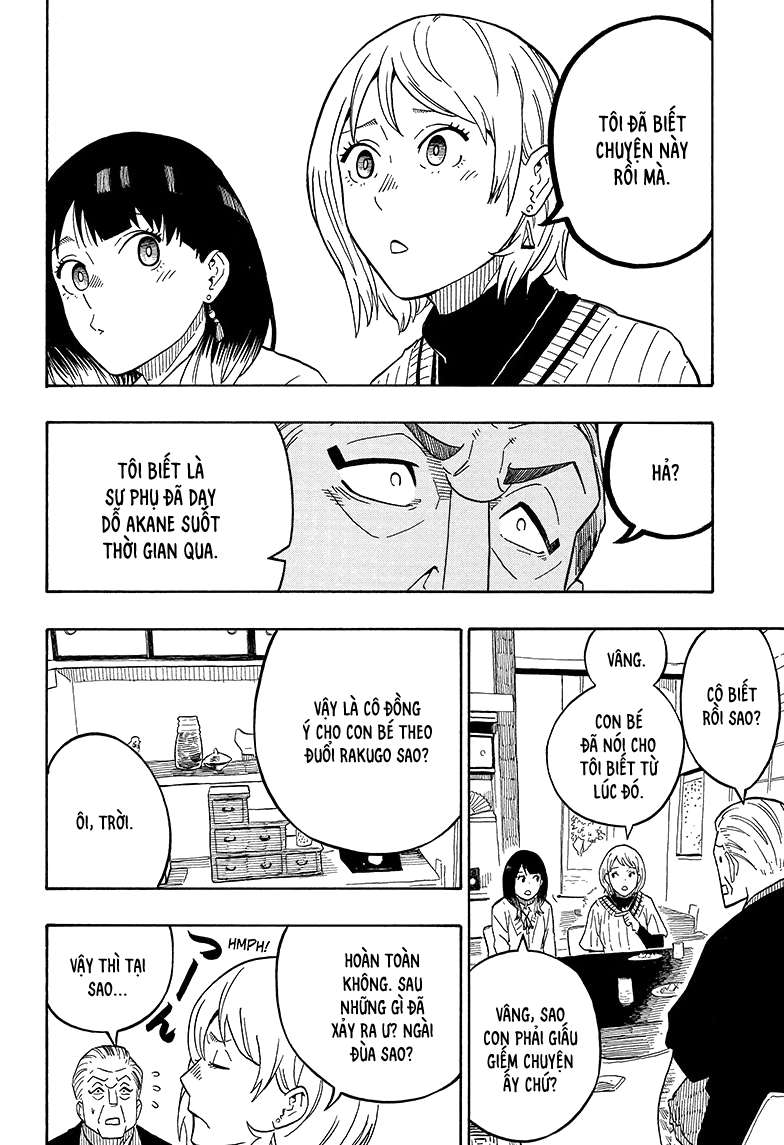 TÔI ĐÃ BIẾT
CHUYỆN NÀY
RỒI MÀ.
HẢ?
TÔI BIẾT LÀ
SƯ PHỤ ĐÃ DẠY
DỖ AKANE SUỐT
THỜI GIAN QUA.
CÔ BIẾT
RỒI SAO?
VÂNG.
CON BÉ
ĐÃ NÓI CHO
TÔI BIẾT TỪ
LÚC ĐÓ.
VÂNG, SAO
CON PHẢI GIẤU
GIẾM CHUYỆN
ẤY CHỨ?
VẬY LÀ CÔ ĐỒNG
Ý CHO CON BÉ THEO
ĐUỔI RAKUGO SAO?
ÔI, TRỜI.
HOÀN TOÀN
KHÔNG. SAU
NHỮNG GÌ ĐÃ
XẢY RA Ư? NGÀI
ĐÙA SAO?
HMPH!
つーん
VẬY THÌ TẠI
SAO...